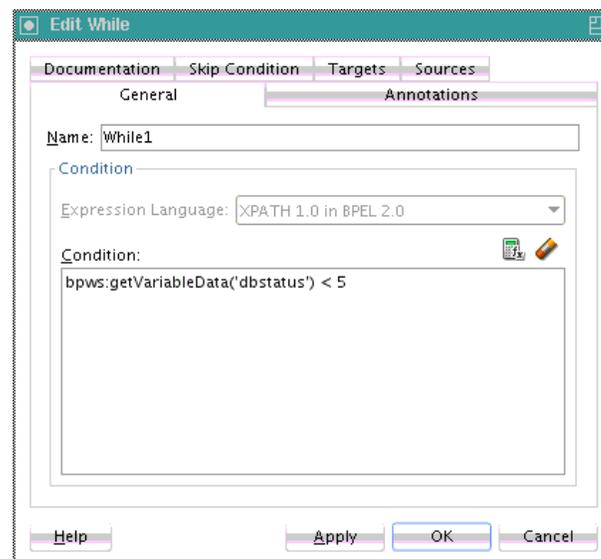 Edit While
Documentation Skip Condition Targets Sources
General Annotations
Name: While1
Condition
Expression Language: XPATH 1.0 in BPEL 2.0
Condition:
bpws:getVariableData('dbstatus') < 5
Help Apply OK Cancel